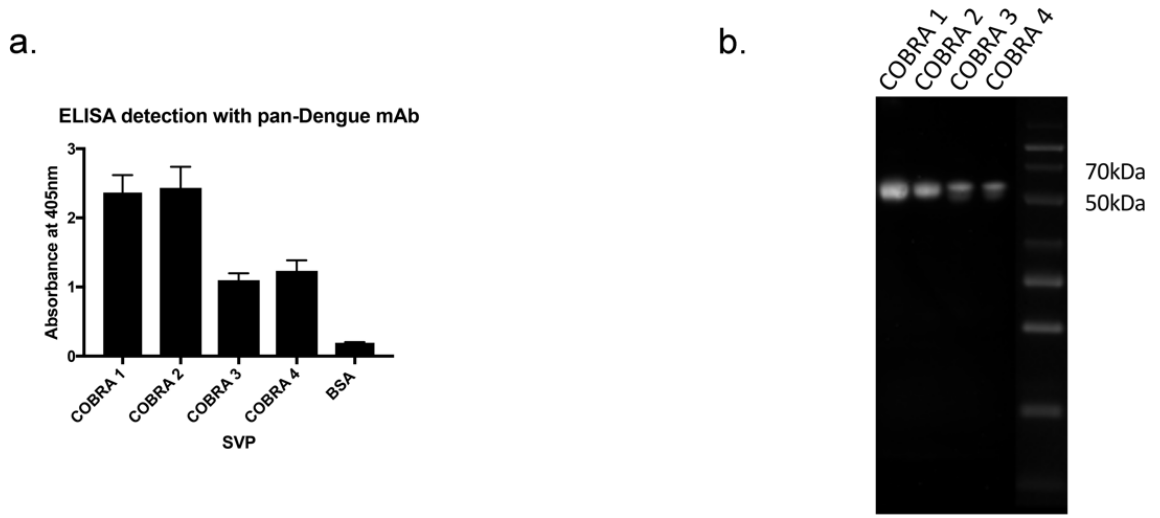 a.
ELISA detection with pan-Dengue mAb
Absorbance at 405nm
3
2
1
0
COBRA 1
COBRA 2
COBRA 3
COBRA 4
BSA
SVP
b.
COBRA 1
COBRA 2
COBRA 3
COBRA 4
70kDa
50kDa